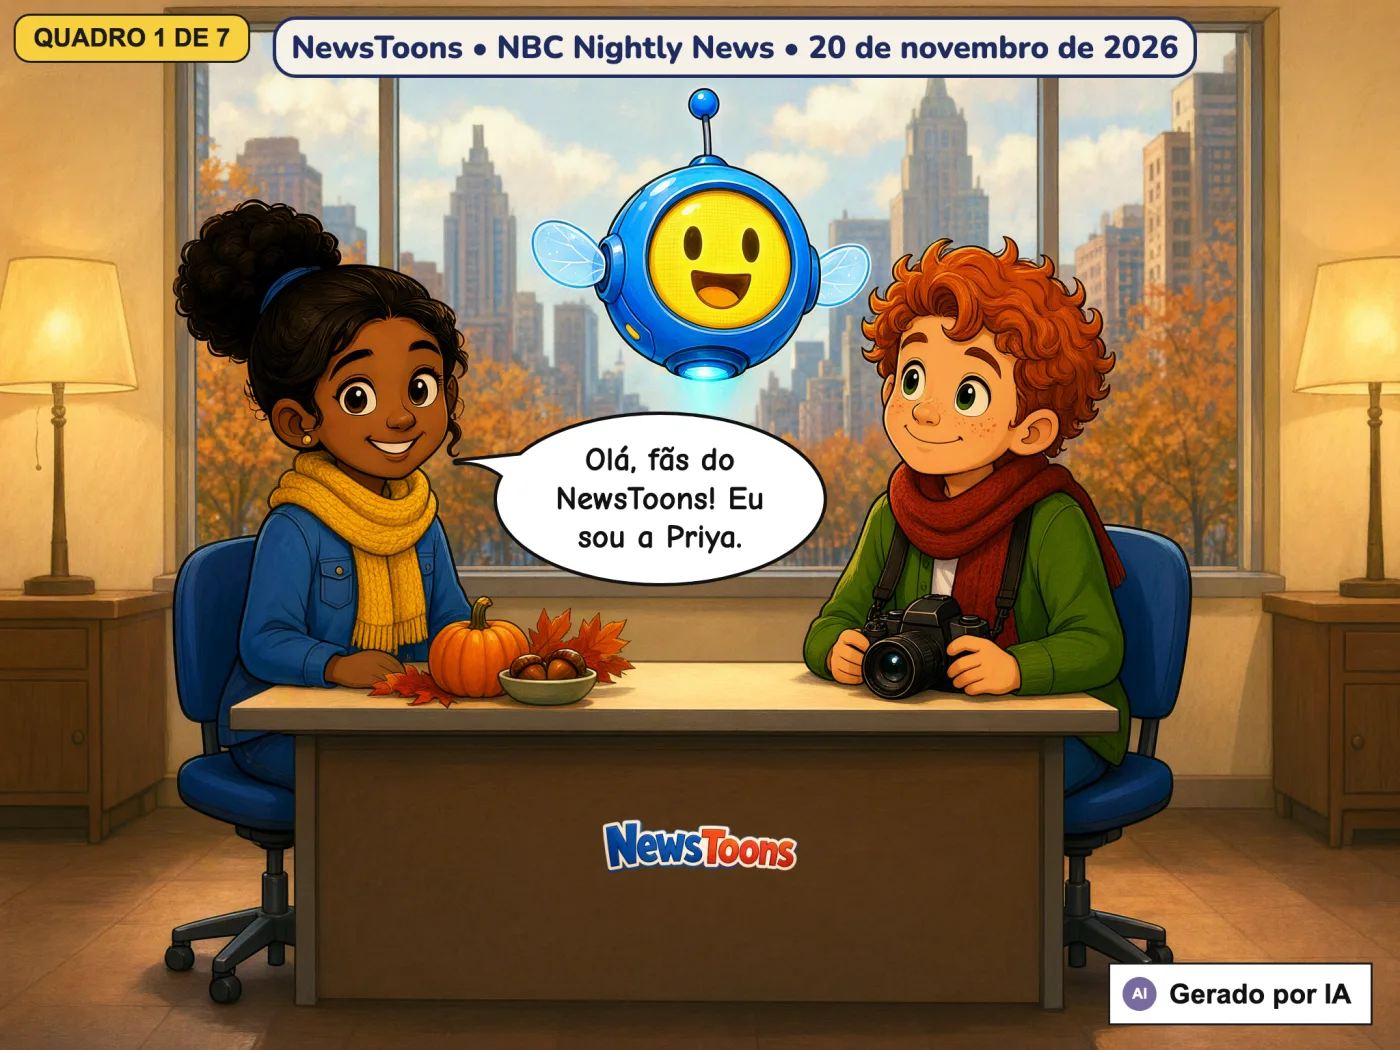 QUADRO 1 DE 7
NewsToons • NBC Nightly News • 20 de novembro de 2026
Olá, fãs do
NewsToons! Eu
sou a Priya.
NewsToons
AI Gerado por IA